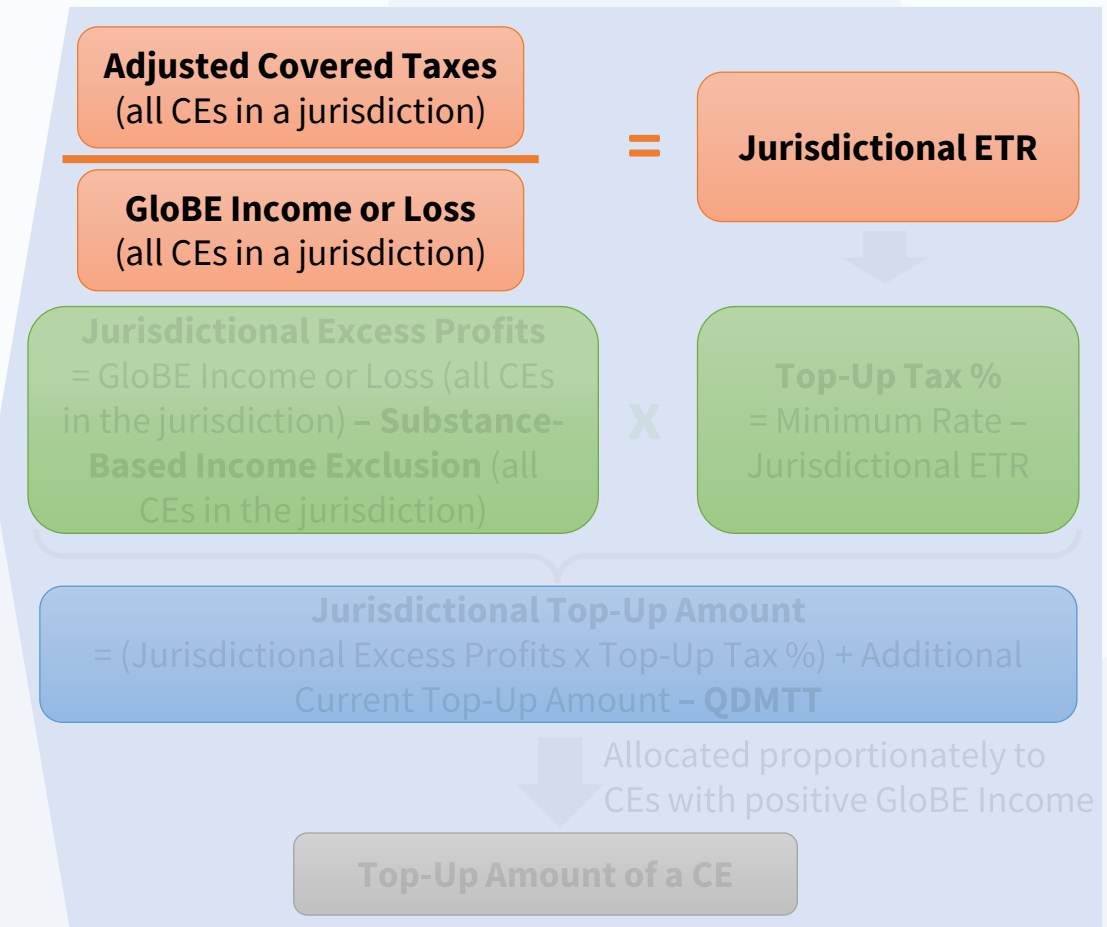 Adjusted Covered Taxes
(all CEs in a jurisdiction)
=
Jurisdictional ETR
GloBE Income or Loss
(all CEs in a jurisdiction)
Jurisdictional Excess Profits
= GloBE Income or Loss (all CEs
in the jurisdiction) – Substance-
Based Income Exclusion (all
CEs in the jurisdiction)
x
Top-Up Tax %
= Minimum Rate –
Jurisdictional ETR
Jurisdictional Top-Up Amount
= (Jurisdictional Excess Profits x Top-Up Tax %) + Additional
Current Top-Up Amount – QDMTT
Allocated proportionately to
CEs with positive GloBE Income
Top-Up Amount of a CE